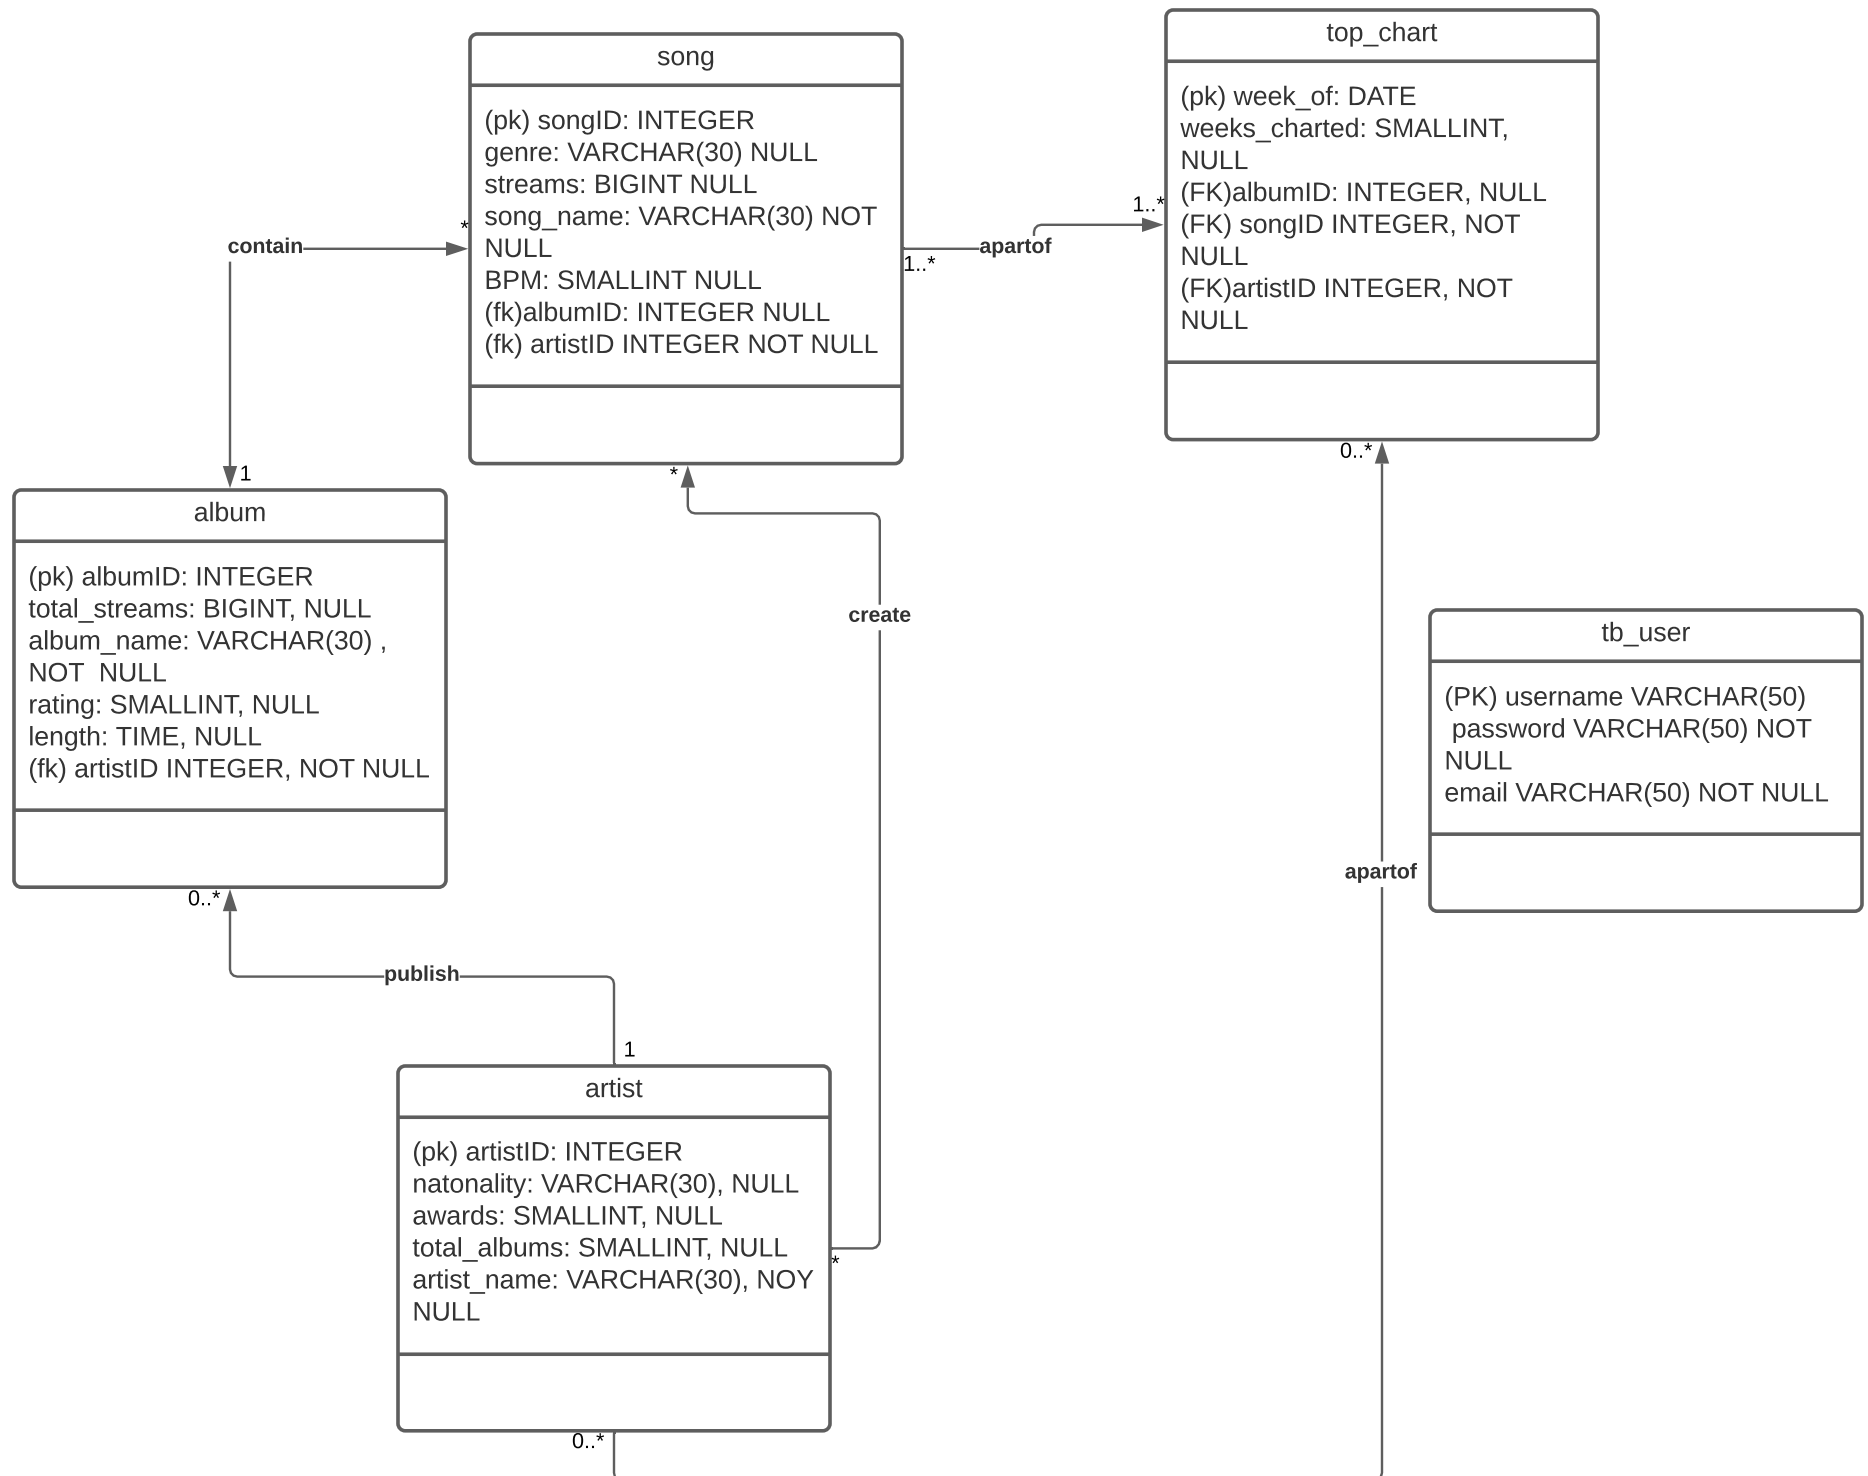 song
(pk) songID: INTEGER
genre: VARCHAR(30) NULL
streams: BIGINT NULL
song_name: VARCHAR(30) NOT
NULL
BPM: SMALLINT NULL
(fk)albumID: INTEGER NULL
(fk) artistID INTEGER NOT NULL
top_chart
(pk) week_of: DATE
weeks_charted: SMALLINT,
NULL
(FK)albumID: INTEGER, NULL
(FK) songID INTEGER, NOT
NULL
(FK)artistID INTEGER, NOT
NULL
*
contain
1
1..*
apartof
1..*
*
0..*
album
(pk) albumID: INTEGER
total_streams: BIGINT, NULL
album_name: VARCHAR(30) ,
NOT  NULL
rating: SMALLINT, NULL
length: TIME, NULL
(fk) artistID INTEGER, NOT NULL
create
tb_user
(PK) username VARCHAR(50)
password VARCHAR(50) NOT
NULL
email VARCHAR(50) NOT NULL
apartof
0..*
publish
1
artist
(pk) artistID: INTEGER
natonality: VARCHAR(30), NULL
awards: SMALLINT, NULL
total_albums: SMALLINT, NULL
artist_name: VARCHAR(30), NOY
NULL
*
0..*